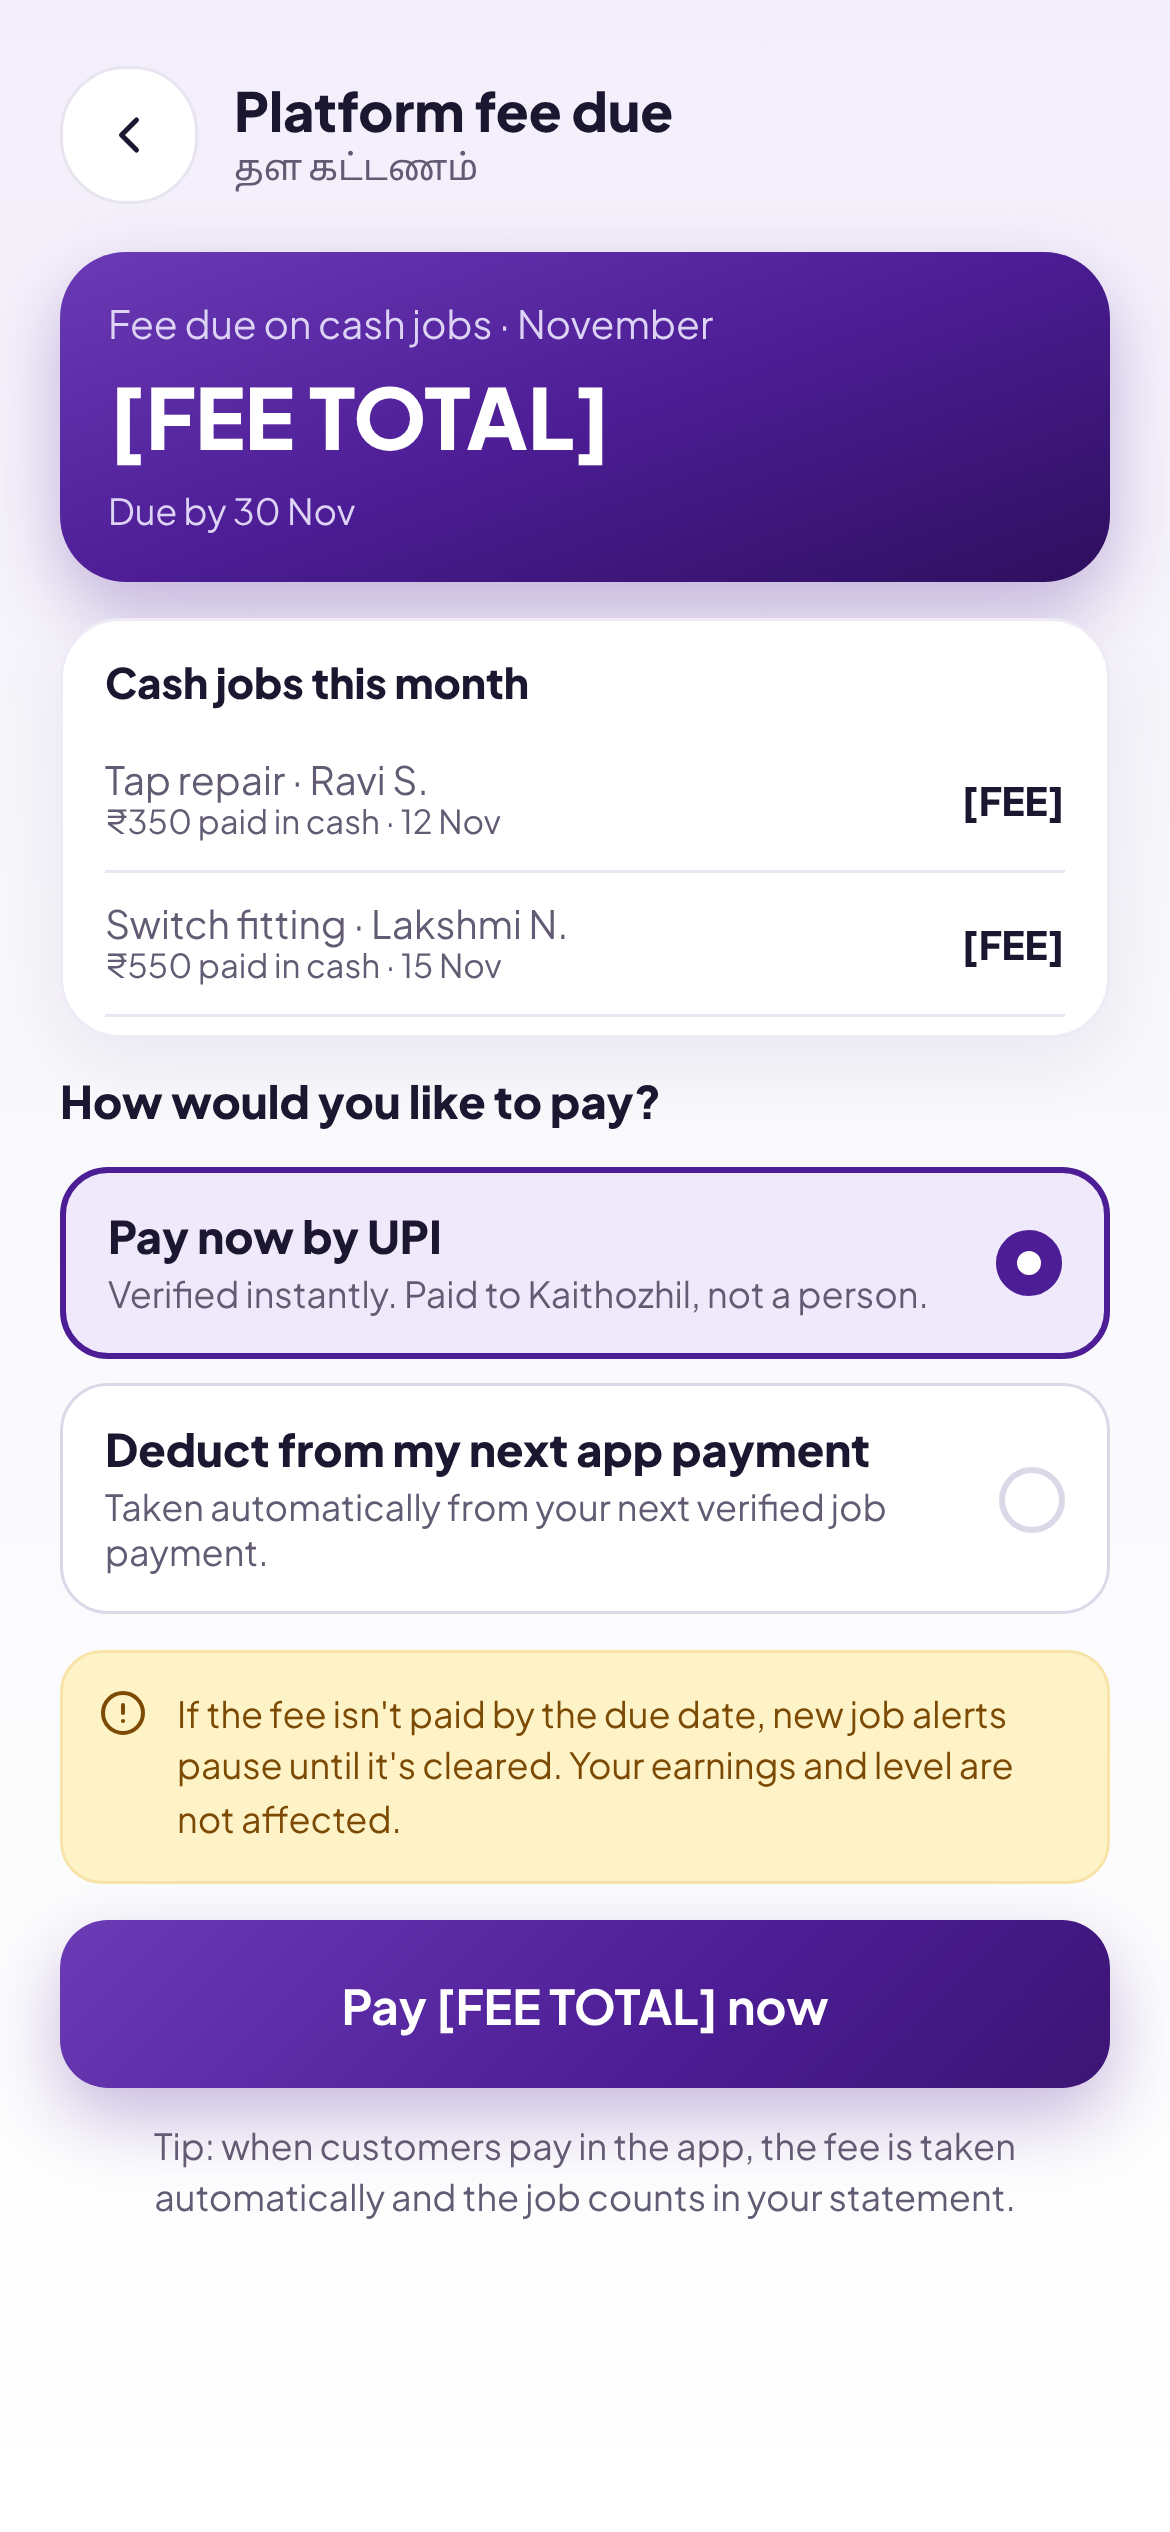 Platform fee due
தள கட்டணம்
Fee due on cash jobs · November
[FEE TOTAL]
Due by 30 Nov
Cash jobs this month
Tap repair · Ravi S.
₹350 paid in cash · 12 Nov
[FEE]
Switch fitting · Lakshmi N.
₹550 paid in cash · 15 Nov
[FEE]
How would you like to pay?
Pay now by UPI
Verified instantly. Paid to Kaithozhil, not a person.
Deduct from my next app payment
Taken automatically from your next verified job
payment.
If the fee isn't paid by the due date, new job alerts
pause until it's cleared. Your earnings and level are
not affected.
Pay [FEE TOTAL] now
Tip: when customers pay in the app, the fee is taken
automatically and the job counts in your statement.